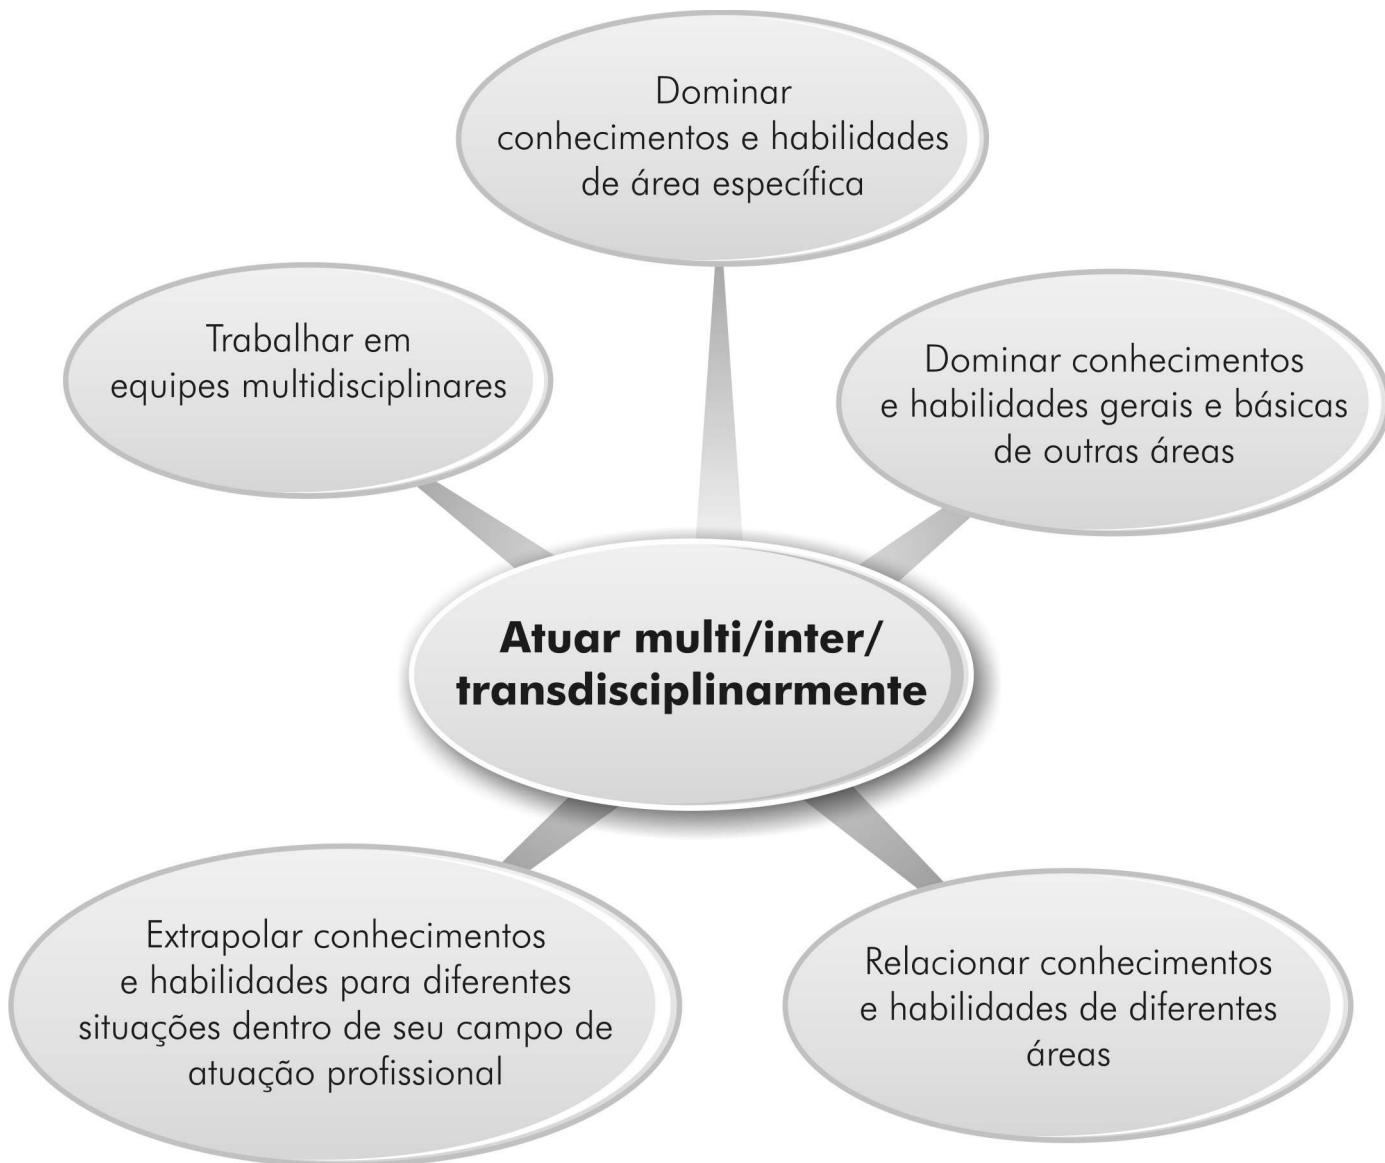 Dominar
conhecimentos e habilidades
de área específica
Trabalhar em
equipes multidisciplinares
Dominar conhecimentos
e habilidades gerais e básicas
de outras áreas
Atuar multi/inter/
transdisciplinarmente
Extrapolar conhecimentos
e habilidades para diferentes
situações dentro de seu campo de
atuação profissional
Relacionar conhecimentos
e habilidades de diferentes
áreas